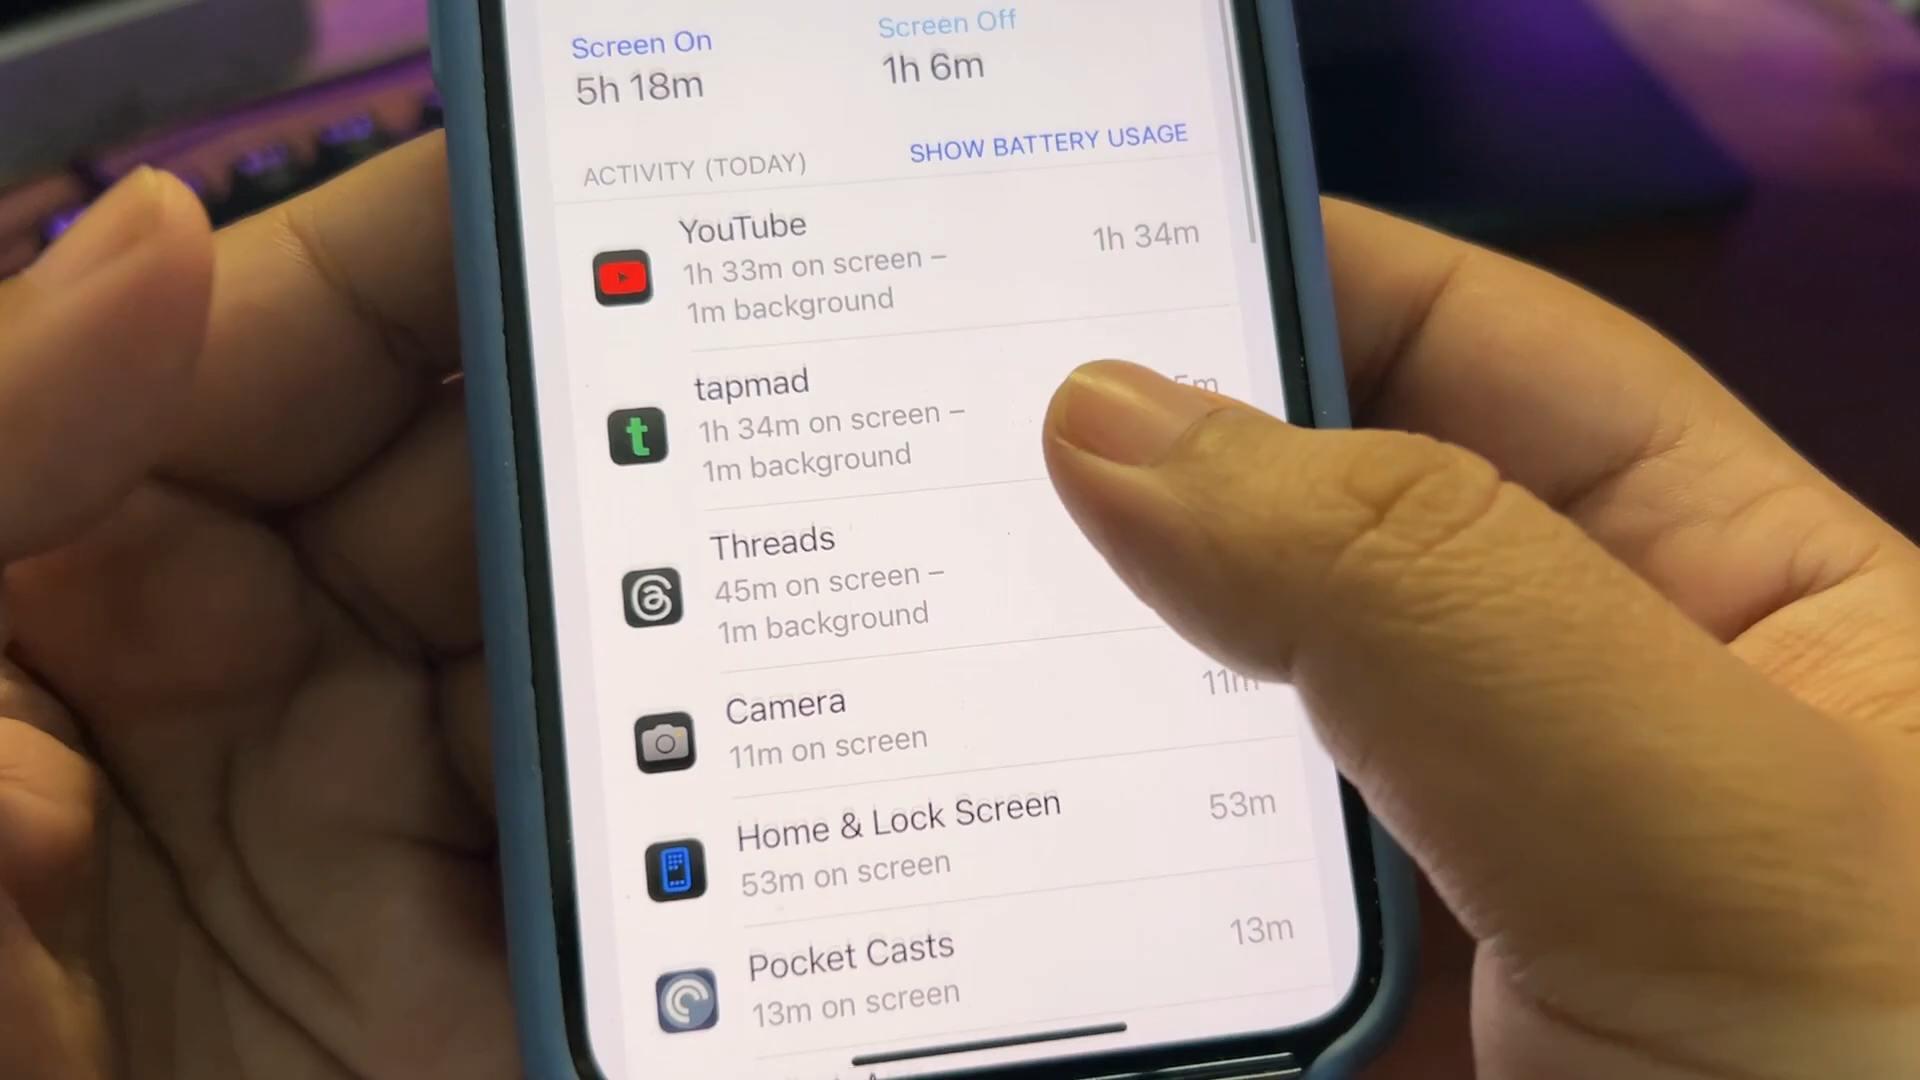 Screen On
Screen Off
5h 18m
1h 6m
ACTIVITY (TODAY)
SHOW BATTERY USAGE
YouTube
1h 33m on screen –
1m background
1h 34m
tapmad
1h 34m on screen –
1m background
5m
Threads
45m on screen –
1m background
Camera
11m on screen
11m
Home & Lock Screen
53m on screen
53m
Pocket Casts
13m on screen
13m